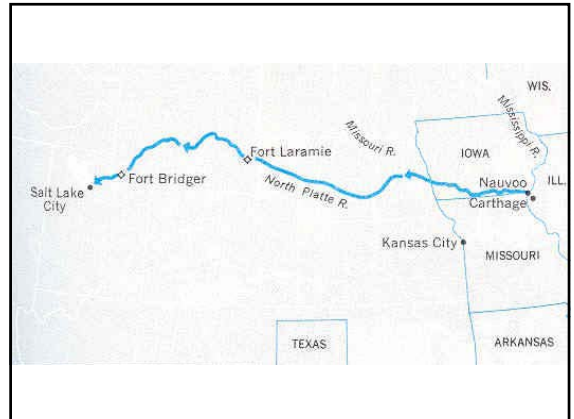 WIS.
Mississippi R.
Missouri R.
IOWA
Fort Laramie
Fort Bridger
North Platte R.
Nauvoo
ILL.
Carthage
Salt Lake
City
Kansas City
MISSOURI
TEXAS
ARKANSAS